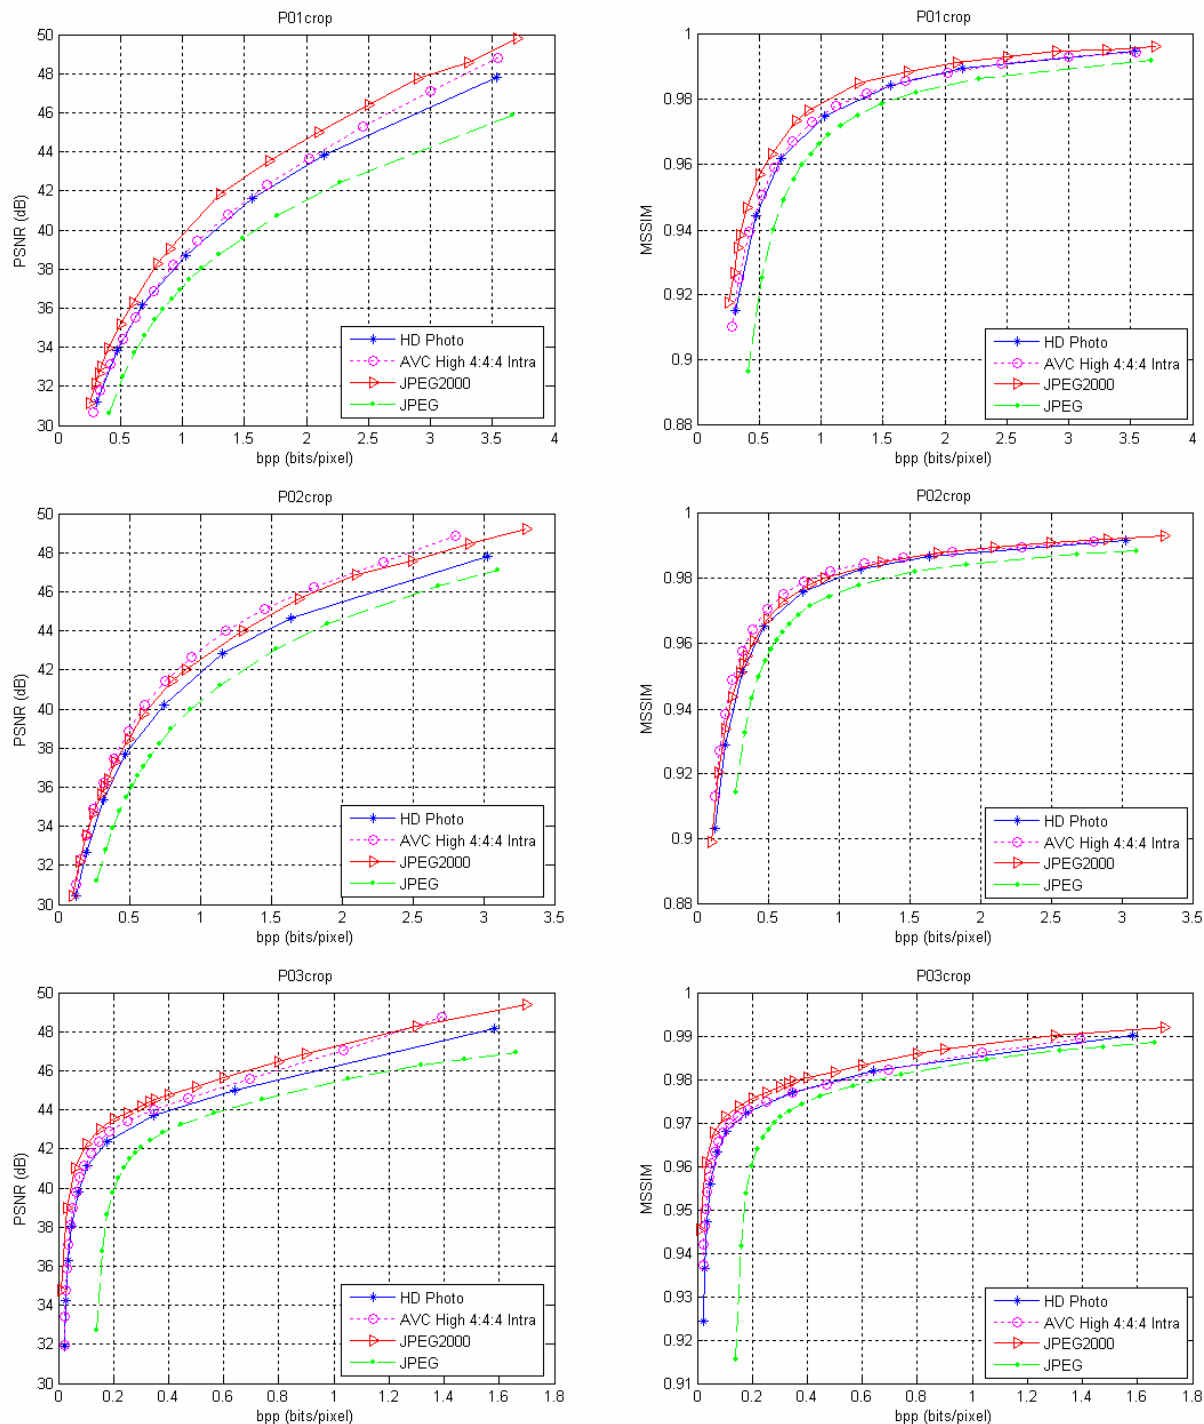 P01crop
50
48
46
44
42
40
38
36
34
32
30
PSNR (dB)
0 0.5 1 1.5 2 2.5 3 3.5 4
bpp (bits/pixel)
HD Photo
AVC High 4:4:4 Intra
JPEG2000
JPEG
P01crop
1
0.98
0.96
0.94
0.92
0.9
0.88
MSSIM
0 0.5 1 1.5 2 2.5 3 3.5 4
bpp (bits/pixel)
HD Photo
AVC High 4:4:4 Intra
JPEG2000
JPEG
P02crop
50
48
46
44
42
40
38
36
34
32
30
PSNR (dB)
0 0.5 1 1.5 2 2.5 3 3.5
bpp (bits/pixel)
HD Photo
AVC High 4:4:4 Intra
JPEG2000
JPEG
P02crop
1
0.98
0.96
0.94
0.92
0.9
0.88
MSSIM
0 0.5 1 1.5 2 2.5 3 3.5
bpp (bits/pixel)
HD Photo
AVC High 4:4:4 Intra
JPEG2000
JPEG
P03crop
50
48
46
44
42
40
38
36
34
32
30
PSNR (dB)
0 0.2 0.4 0.6 0.8 1 1.2 1.4 1.6 1.8
bpp (bits/pixel)
HD Photo
AVC High 4:4:4 Intra
JPEG2000
JPEG
P03crop
1
0.99
0.98
0.97
0.96
0.95
0.94
0.93
0.92
0.91
MSSIM
0 0.2 0.4 0.6 0.8 1 1.2 1.4 1.6 1.8
bpp (bits/pixel)
HD Photo
AVC High 4:4:4 Intra
JPEG2000
JPEG